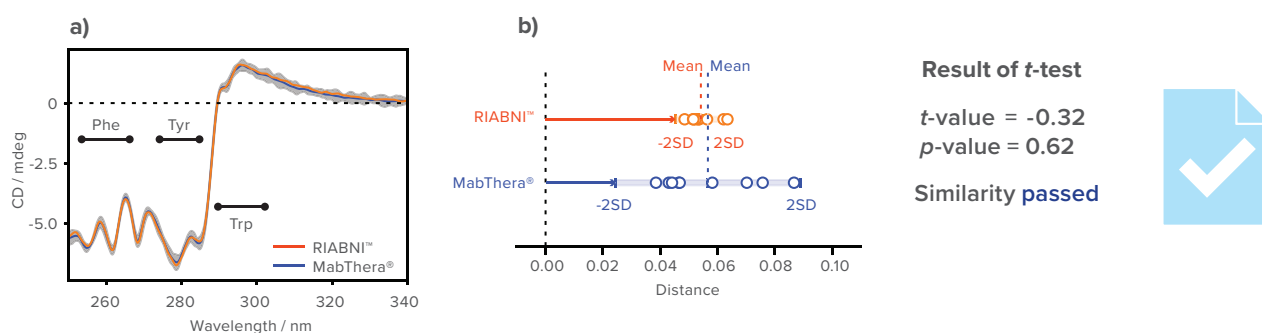 a)
CD / mdeg
0
-2.5
-5.0
Phe
Tyr
Trp
RIABNI™
MabThera®
260
280
300
320
340
Wavelength / nm
b)
Mean
Mean
RIABNI™
-2SD
2SD
MabThera®
-2SD
2SD
0.00
0.02
0.04
0.06
0.08
0.10
Distance
Result of t-test
t-value = -0.32
p-value = 0.62
Similarity passed